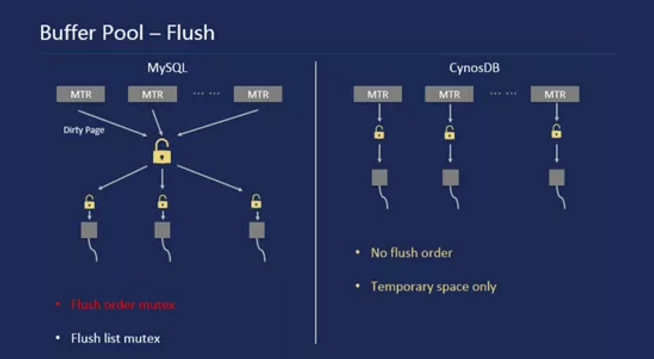 Buffer Pool – Flush
MySQL
MTR MTR ... ... MTR
Dirty Page
• Flush order mutex
• Flush list mutex
CynosDB
MTR MTR ... ... MTR
• No flush order
• Temporary space only